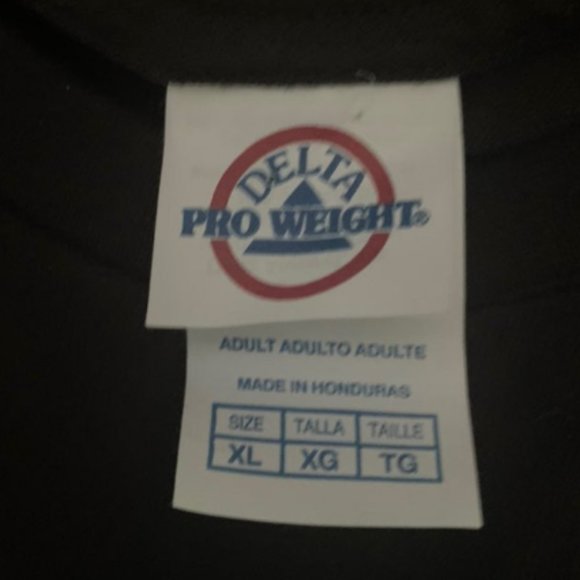 DELTA
PRO WEIGHT®
ADULT ADULTO ADULTE
MADE IN HONDURAS
SIZE TALLA TAILLE
XL XG TG